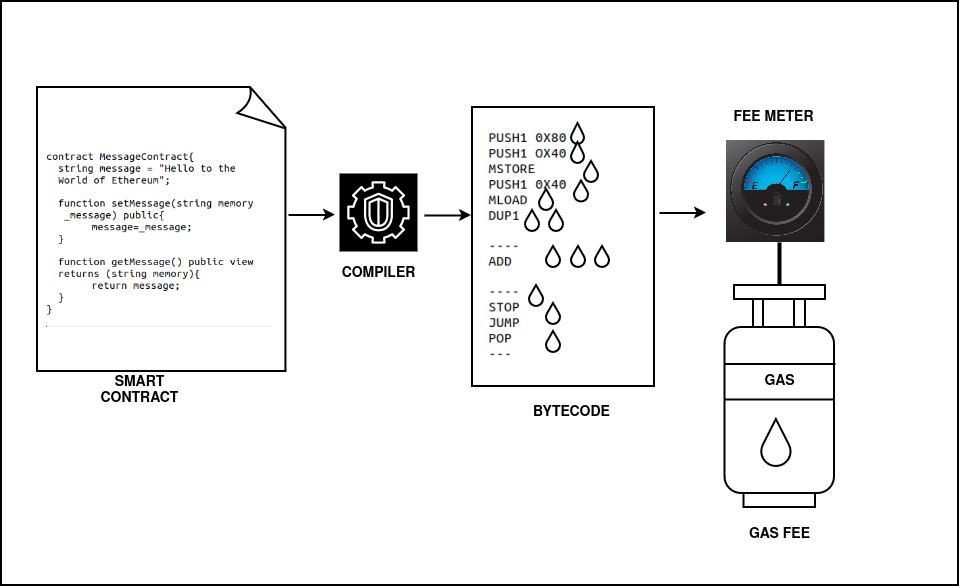 contract MessageContract{
string message = "Hello to the
World of Ethereum";
function setMessage(string memory
_message) public{
message=_message;
}
function getMessage() public view
returns (string memory){
return message;
}
}
SMART
CONTRACT
COMPILER
PUSH1 0X80
PUSH1 OX40
MSTORE
PUSH1 0X40
MLOAD
DUP1
----
ADD
----
STOP
JUMP
POP
---
BYTECODE
FEE METER
E F
GAS
GAS FEE